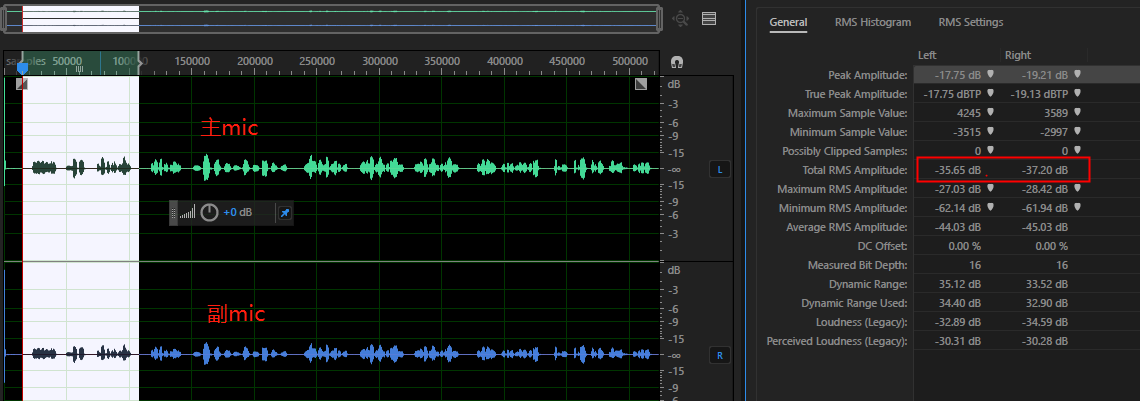 samples 50000 100000 150000 200000 250000 300000 350000 400000 450000 500000
主mic
dB
-3
-6
-9
-15
-∞
-15
-9
-6
-3
L
+0 dB
副mic
dB
-3
-6
-9
-15
-∞
-15
-9
-6
R
General RMS Histogram RMS Settings
Left Right
Peak Amplitude: -17.75 dB -19.21 dB
True Peak Amplitude: -17.75 dBTP -19.13 dBTP
Maximum Sample Value: 4245 3589
Minimum Sample Value: -3515 -2997
Possibly Clipped Samples: 0 0
Total RMS Amplitude: -35.65 dB -37.20 dB
Maximum RMS Amplitude: -27.03 dB -28.42 dB
Minimum RMS Amplitude: -62.14 dB -61.94 dB
Average RMS Amplitude: -44.03 dB -45.03 dB
DC Offset: 0.00 % 0.00 %
Measured Bit Depth: 16 16
Dynamic Range: 35.12 dB 33.52 dB
Dynamic Range Used: 34.40 dB 32.90 dB
Loudness (Legacy): -32.89 dB -34.59 dB
Perceived Loudness (Legacy): -30.31 dB -30.28 dB